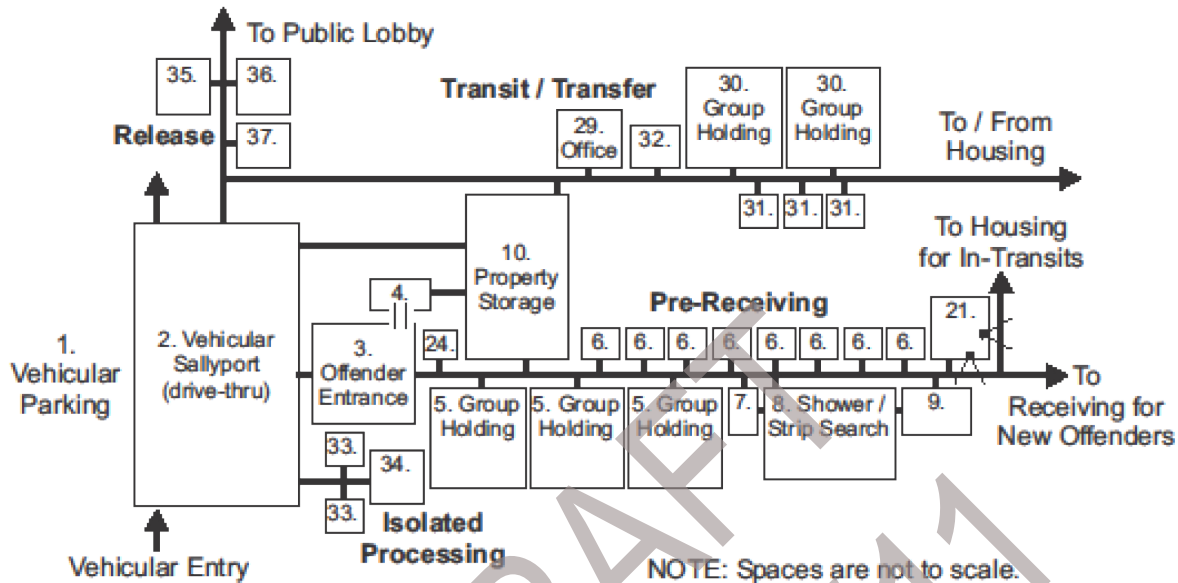 To Public Lobby
35.
36.
Release
37.
Transit / Transfer
29.
Office
32.
30.
Group
Holding
30.
Group
Holding
To / From
Housing
31.
31.
31.
To Housing
for In-Transits
10.
Property
Storage
4.
Pre-Receiving
1.
Vehicular
Parking
2. Vehicular
Sallyport
(drive-thru)
3.
Offender
Entrance
24.
6.
6.
6.
6.
6.
6.
6.
6.
21.
To
Receiving for
New Offenders
5. Group
Holding
5. Group
Holding
5. Group
Holding
7.
8. Shower /
Strip Search
9.
33.
34.
33.
Isolated
Processing
Vehicular Entry
NOTE: Spaces are not to scale.
DRAFT
11